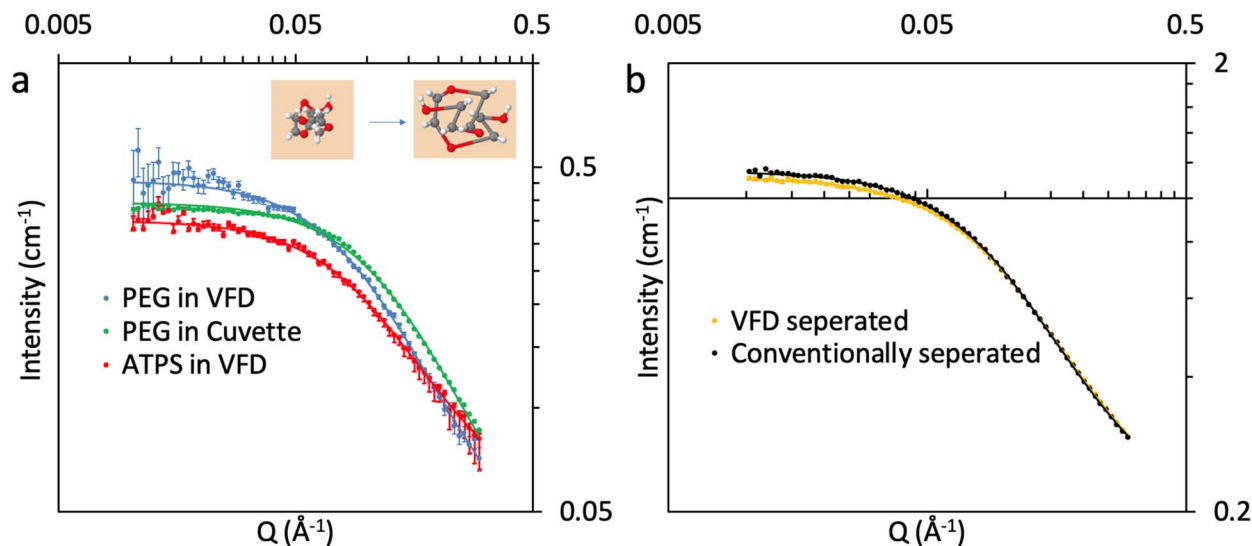 0.005 0.05 0.5
a
0.5
Intensity (cm-1)
PEG in VFD
PEG in Cuvette
ATPS in VFD
0.05
Q (Å-1)
0.005 0.05 0.5
b
2
Intensity (cm-1)
VFD seperated
Conventionally seperated
0.2
Q (Å-1)